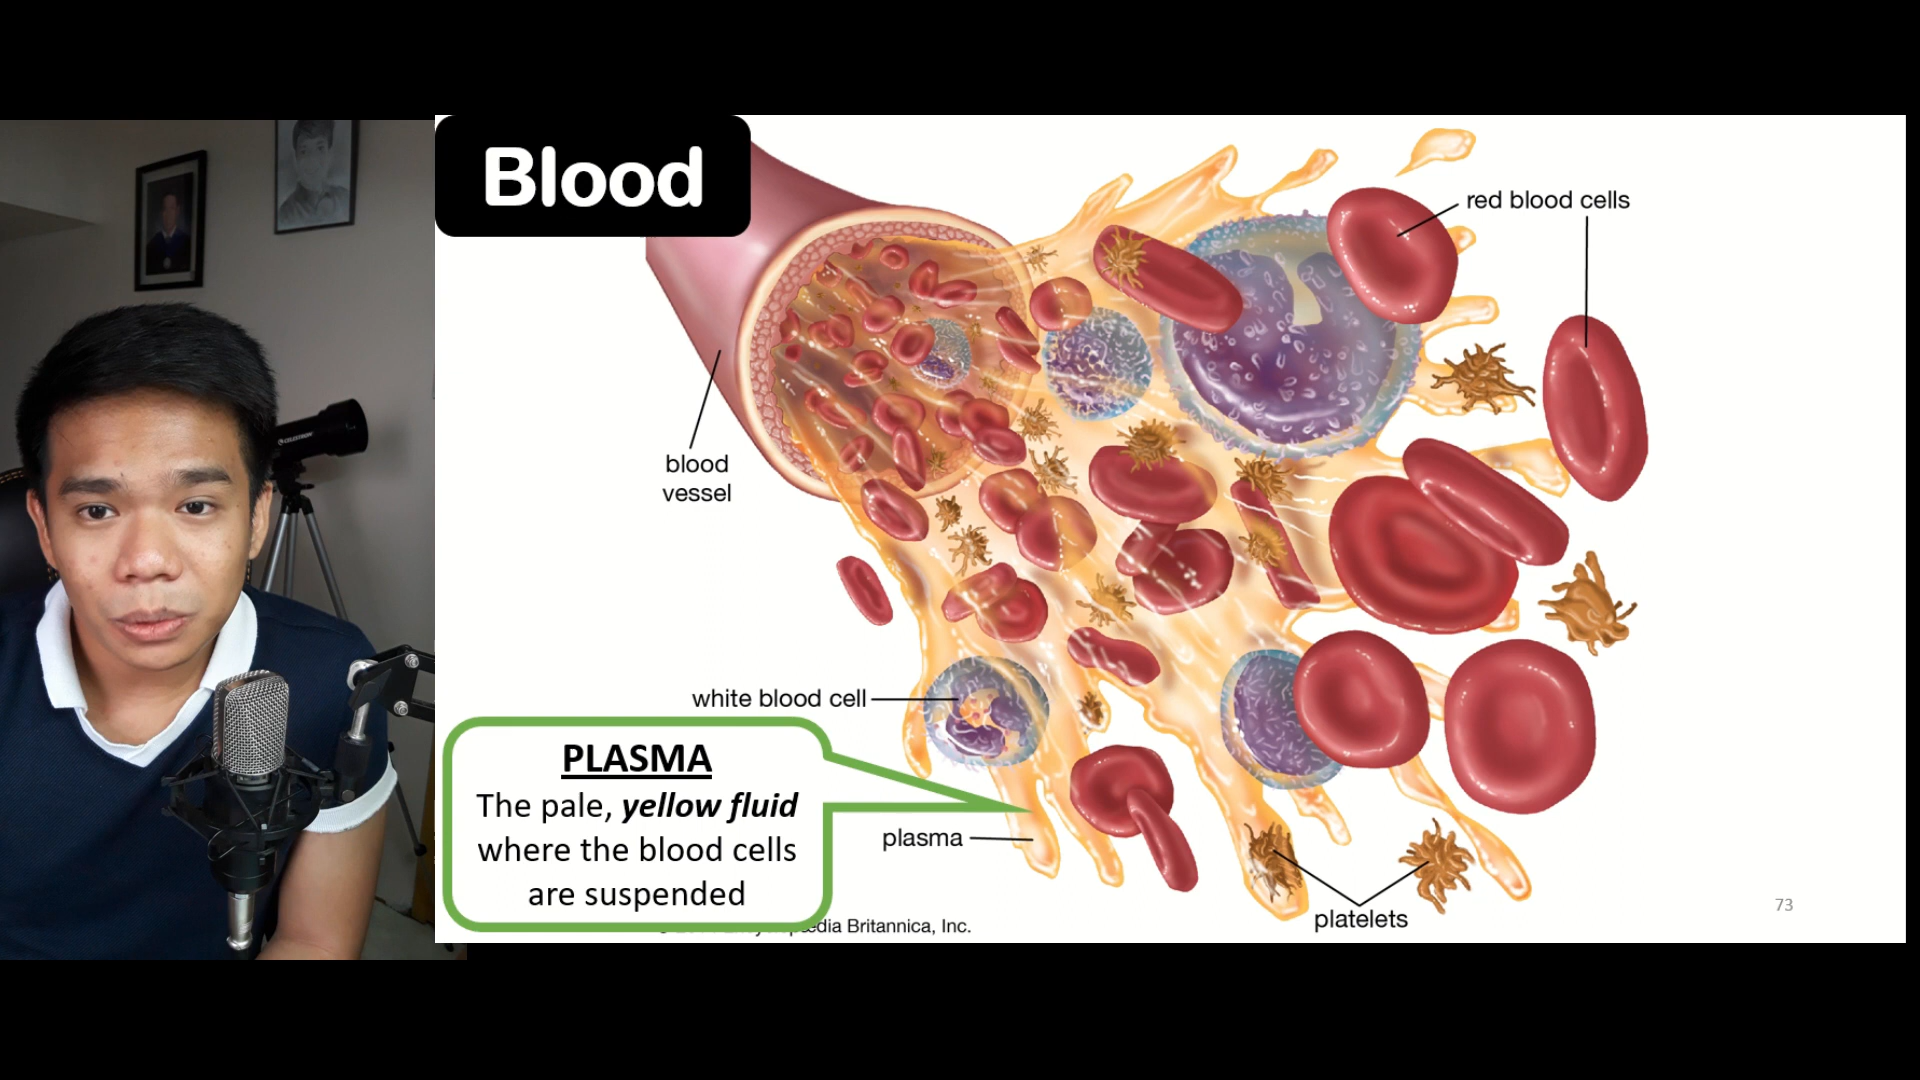 Blood
red blood cells
blood
vessel
white blood cell
PLASMA
The pale, yellow fluid
where the blood cells
are suspended
plasma
platelets
73
Britannica, Inc.
CELESTRON